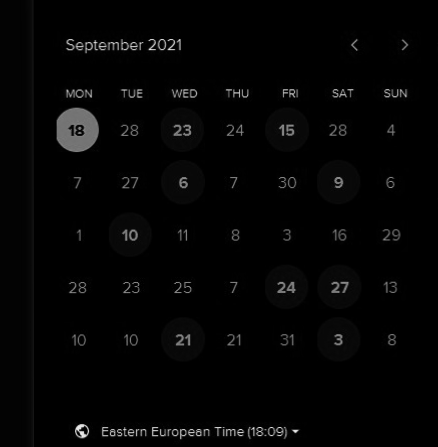 September 2021
MON TUE WED THU FRI SAT SUN
18 28 23 24 15 28 4
7 27 6 7 30 9 6
1 10 11 8 3 16 29
28 23 25 7 24 27 13
10 10 21 21 31 3 8
Eastern European Time (18:09)